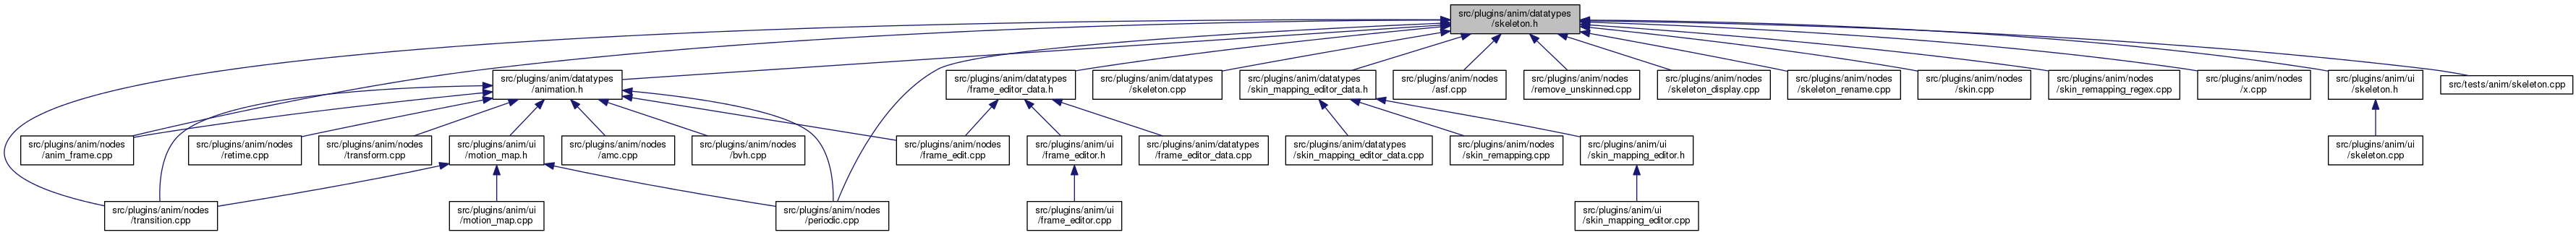 src/plugins/anim/datatypes
/skeleton.h
src/plugins/anim/datatypes
/animation.h
src/plugins/anim/datatypes
/frame_editor_data.h
src/plugins/anim/datatypes
/skeleton.cpp
src/plugins/anim/datatypes
/skin_mapping_editor_data.h
src/plugins/anim/nodes
/asf.cpp
src/plugins/anim/nodes
/remove_unskinned.cpp
src/plugins/anim/nodes
/skeleton_display.cpp
src/plugins/anim/nodes
/skeleton_rename.cpp
src/plugins/anim/nodes
/skin.cpp
src/plugins/anim/nodes
/skin_remapping_regex.cpp
src/plugins/anim/nodes
/x.cpp
src/plugins/anim/ui
/skeleton.h
src/tests/anim/skeleton.cpp
src/plugins/anim/nodes
/anim_frame.cpp
src/plugins/anim/nodes
/retime.cpp
src/plugins/anim/nodes
/transform.cpp
src/plugins/anim/ui
/motion_map.h
src/plugins/anim/nodes
/amc.cpp
src/plugins/anim/nodes
/bvh.cpp
src/plugins/anim/nodes
/frame_edit.cpp
src/plugins/anim/ui
/frame_editor.h
src/plugins/anim/datatypes
/frame_editor_data.cpp
src/plugins/anim/datatypes
/skin_mapping_editor_data.cpp
src/plugins/anim/nodes
/skin_remapping.cpp
src/plugins/anim/ui
/skin_mapping_editor.h
src/plugins/anim/ui
/skeleton.cpp
src/plugins/anim/nodes
/transition.cpp
src/plugins/anim/ui
/motion_map.cpp
src/plugins/anim/nodes
/periodic.cpp
src/plugins/anim/ui
/frame_editor.cpp
src/plugins/anim/ui
/skin_mapping_editor.cpp